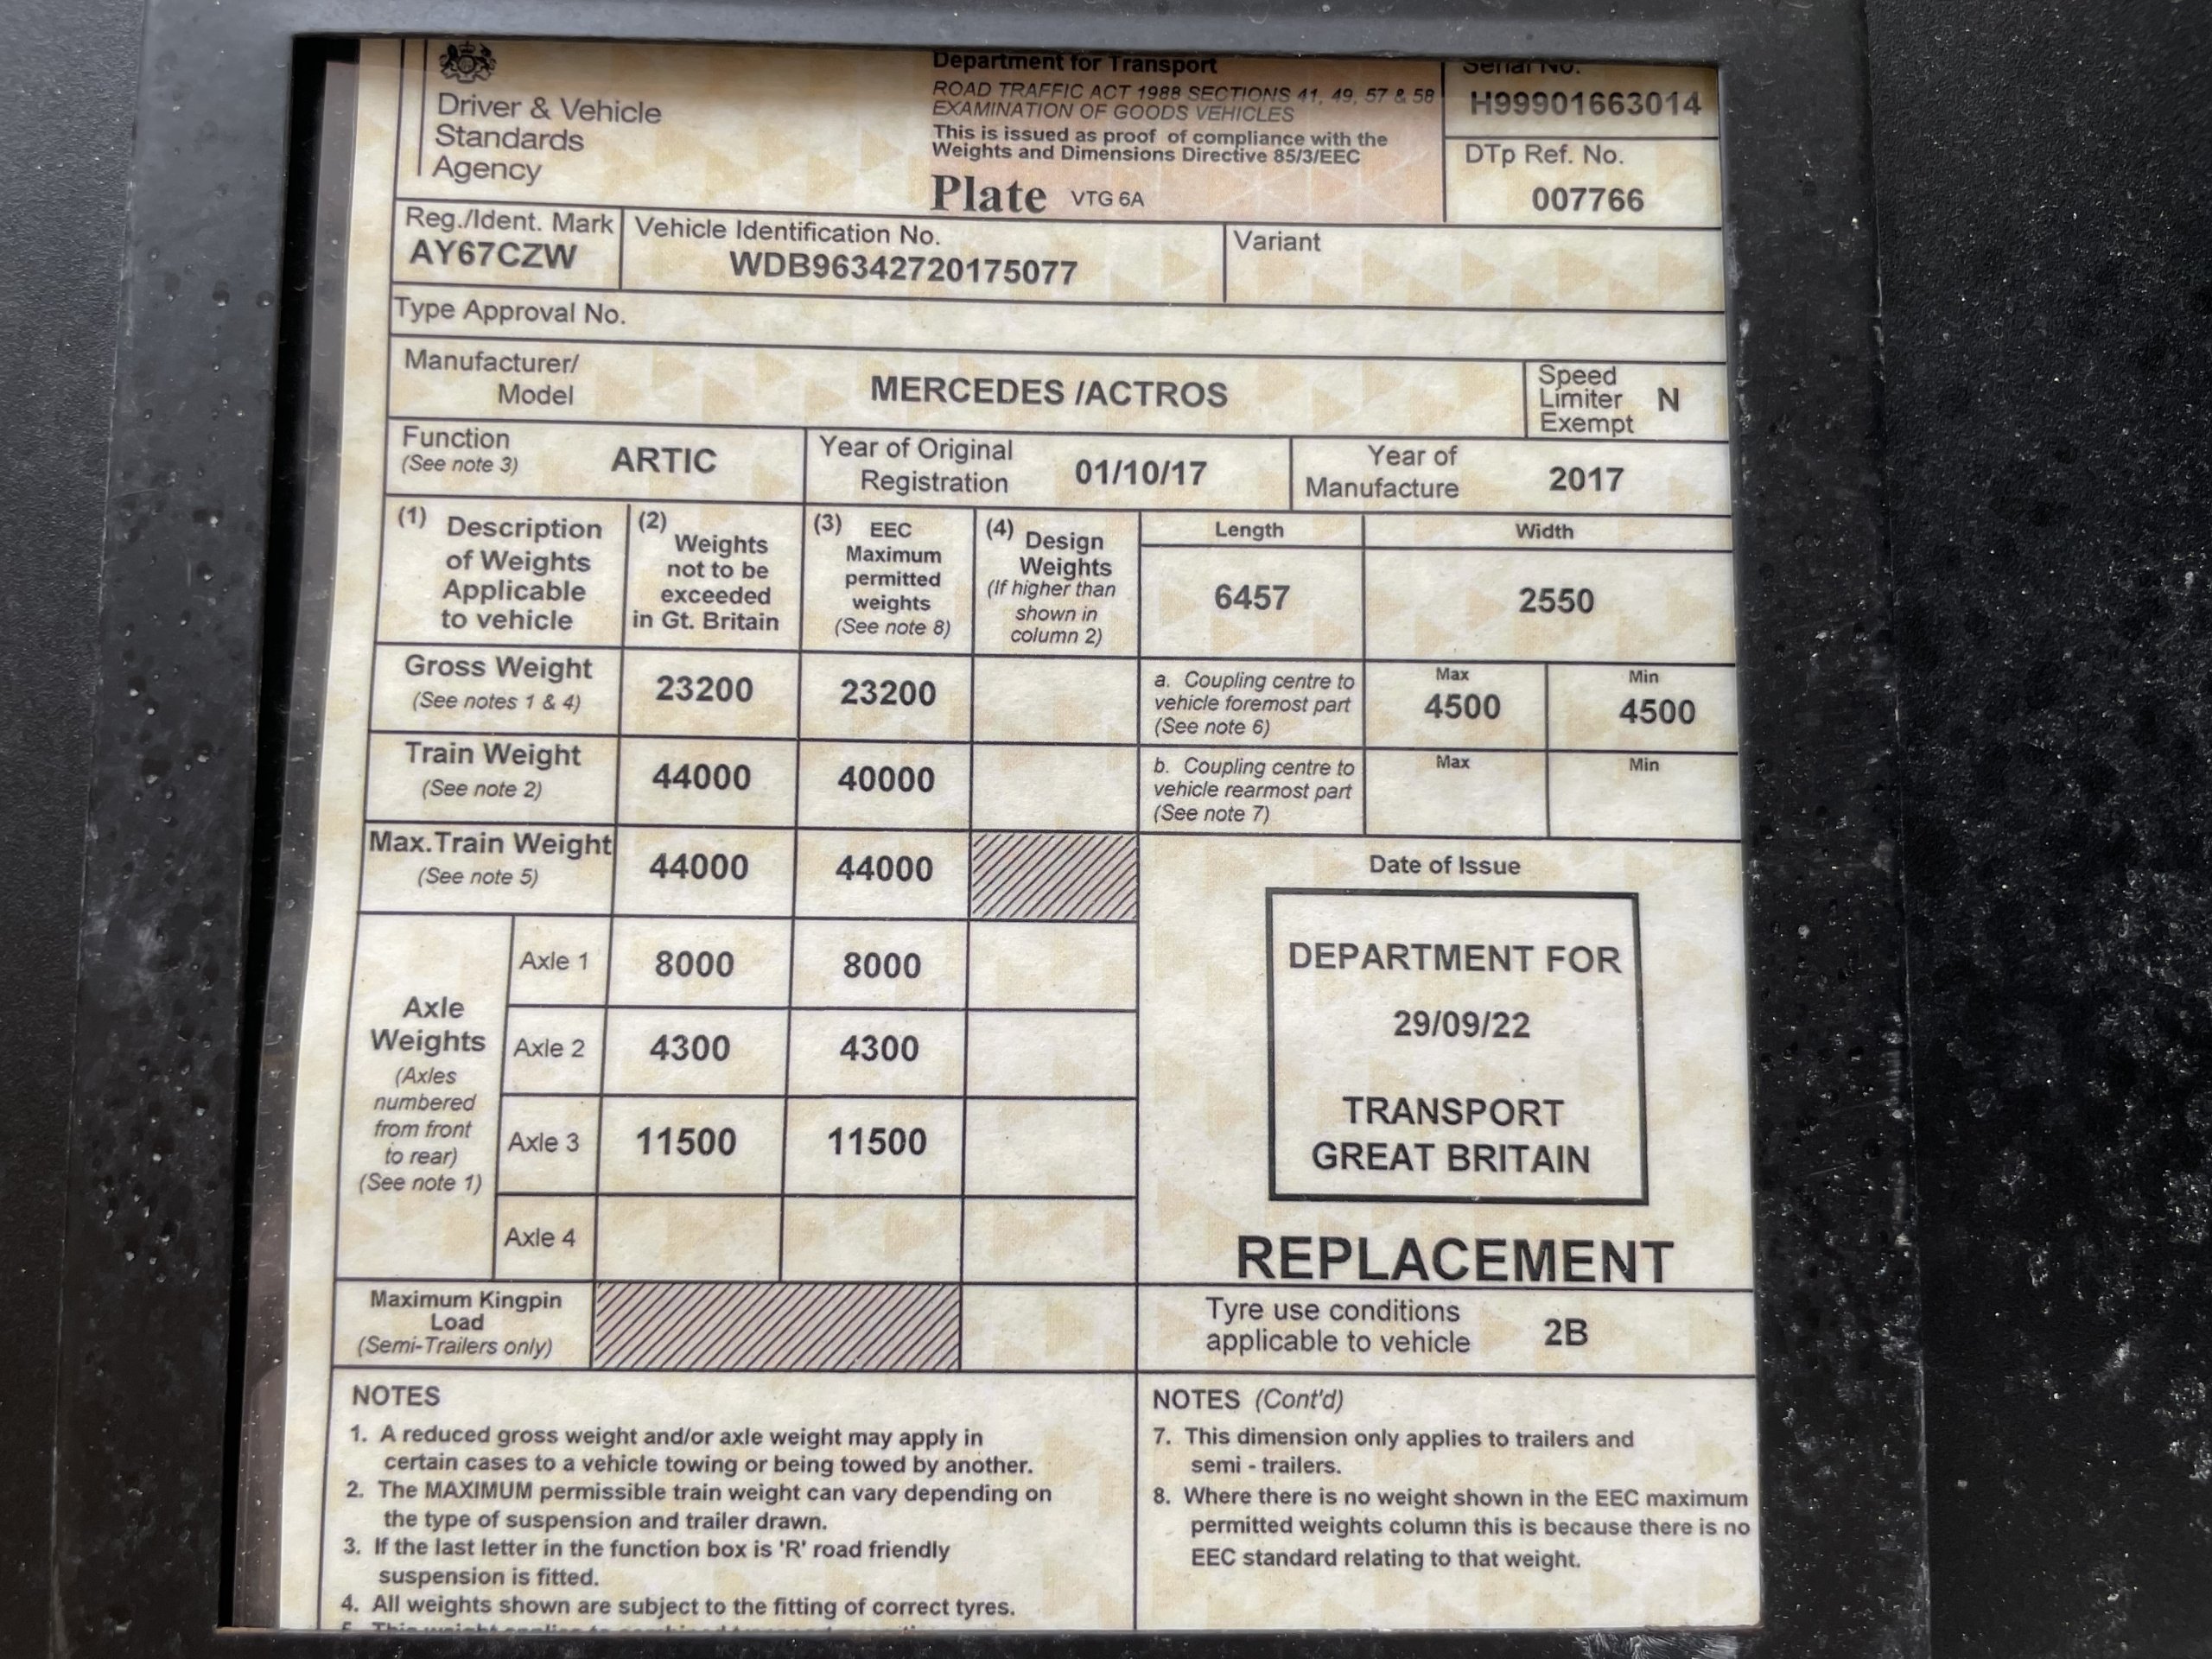 Driver & Vehicle
Standards
Agency
Department for Transport
ROAD TRAFFIC ACT 1988 SECTIONS 41, 49, 57 & 58
EXAMINATION OF GOODS VEHICLES
This is issued as proof of compliance with the
Weights and Dimensions Directive 85/3/EEC
Plate VTG 6A
Serial No.
H99901663014
DTp Ref. No.
007766
Reg./Ident. Mark
AY67CZW
Vehicle Identification No.
WDB96342720175077
Variant
Type Approval No.
Manufacturer/
Model
MERCEDES /ACTROS
Speed
Limiter
Exempt
N
Function
(See note 3)
ARTIC
Year of Original
Registration
01/10/17
Year of
Manufacture
2017
(1) Description
of Weights
Applicable
to vehicle
(2) Weights
not to be
exceeded
in Gt. Britain
(3) EEC
Maximum
permitted
weights
(See note 8)
(4) Design
Weights
(If higher than
shown in
column 2)
Length
6457
Width
2550
Gross Weight
(See notes 1 & 4)
23200
23200
a. Coupling centre to
vehicle foremost part
(See note 6)
Max
4500
Min
4500
Train Weight
(See note 2)
44000
40000
b. Coupling centre to
vehicle rearmost part
(See note 7)
Max
Min
Max.Train Weight
(See note 5)
44000
44000
Axle
Weights
(Axles
numbered
from front
to rear)
(See note 1)
Axle 1
8000
8000
Axle 2
4300
4300
Axle 3
11500
11500
Axle 4
Date of Issue
DEPARTMENT FOR
29/09/22
TRANSPORT
GREAT BRITAIN
REPLACEMENT
Maximum Kingpin
Load
(Semi-Trailers only)
Tyre use conditions
applicable to vehicle
2B
NOTES
1. A reduced gross weight and/or axle weight may apply in
certain cases to a vehicle towing or being towed by another.
2. The MAXIMUM permissible train weight can vary depending on
the type of suspension and trailer drawn.
3. If the last letter in the function box is 'R' road friendly
suspension is fitted.
4. All weights shown are subject to the fitting of correct tyres.
NOTES (Cont'd)
7. This dimension only applies to trailers and
semi - trailers.
8. Where there is no weight shown in the EEC maximum
permitted weights column this is because there is no
EEC standard relating to that weight.